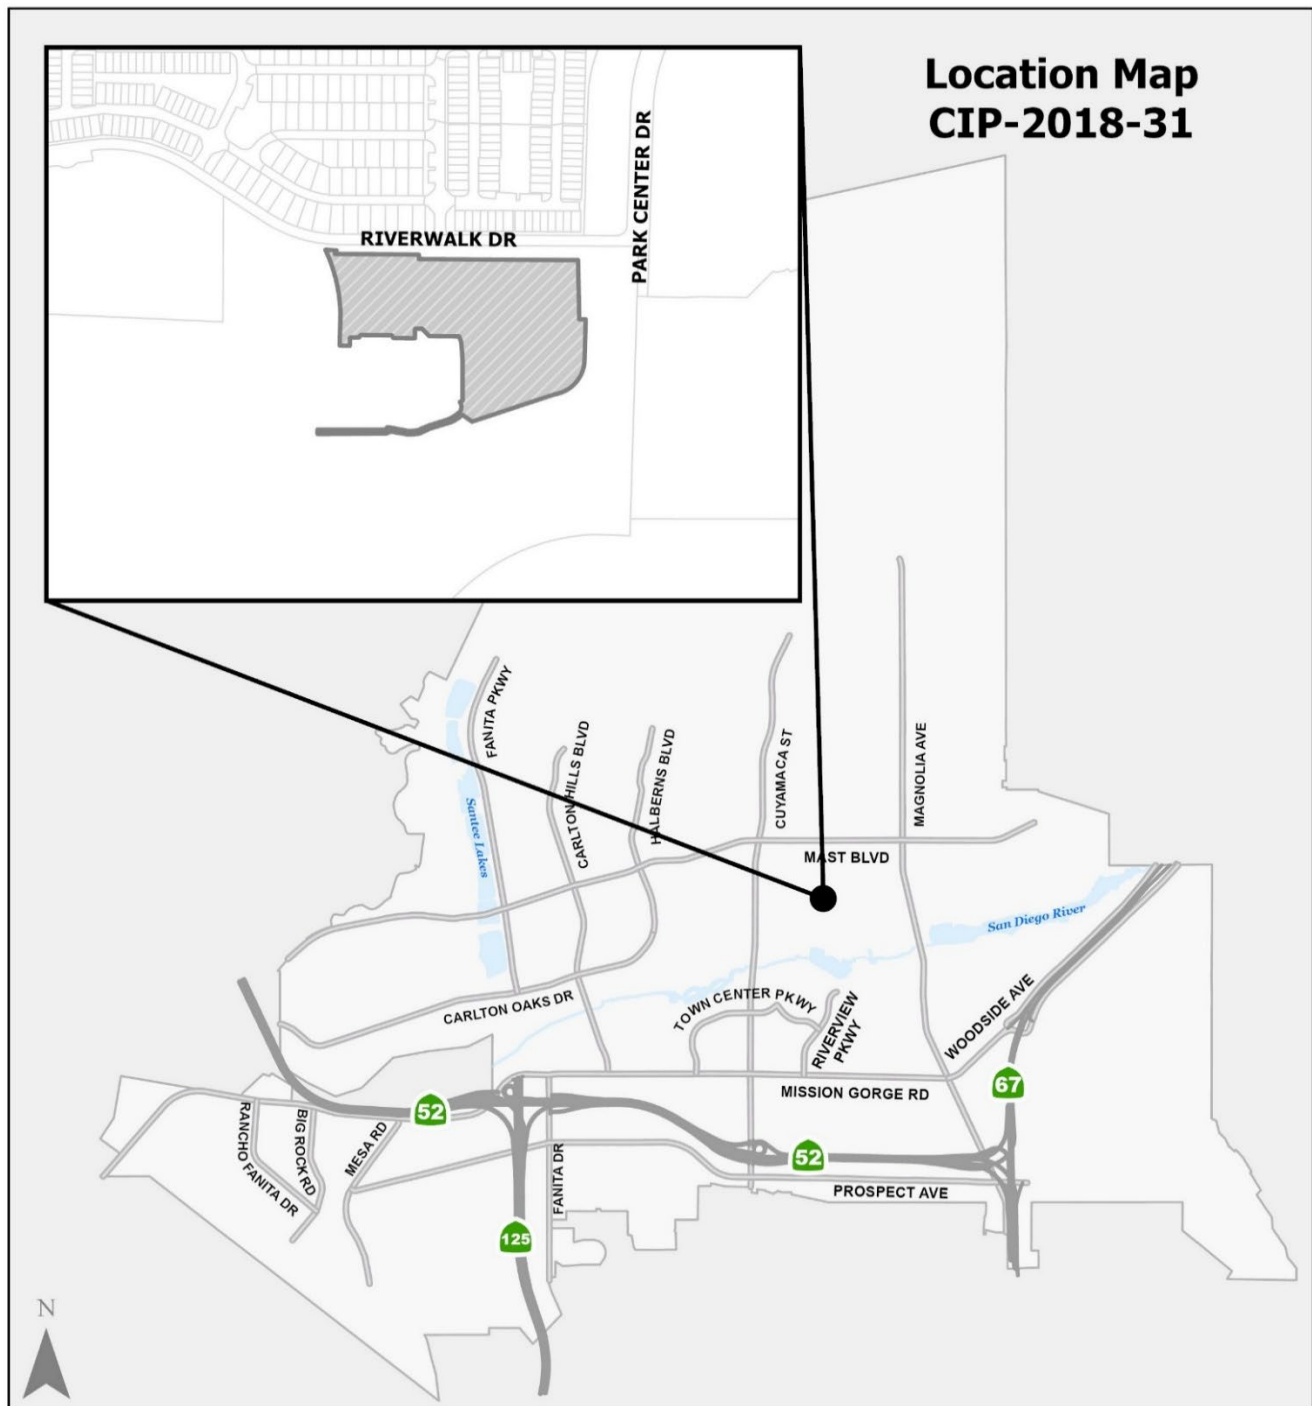 Location Map
CIP-2018-31
PARK CENTER DR
RIVERWALK DR
FANITA PKWY
CARLTON HILLS BLVD
HALBERNS BLVD
CUYAMACA ST
MAGNOLIA AVE
Santee Lakes
MAST BLVD
San Diego River
CARLTON OAKS DR
TOWN CENTER PKWY
RIVERVIEW
PKWY
WOODSIDE AVE
MISSION GORGE RD
67
52
RANCHO FANITA DR
BIG ROCK RD
MESA RD
52
FANITA DR
PROSPECT AVE
125
N